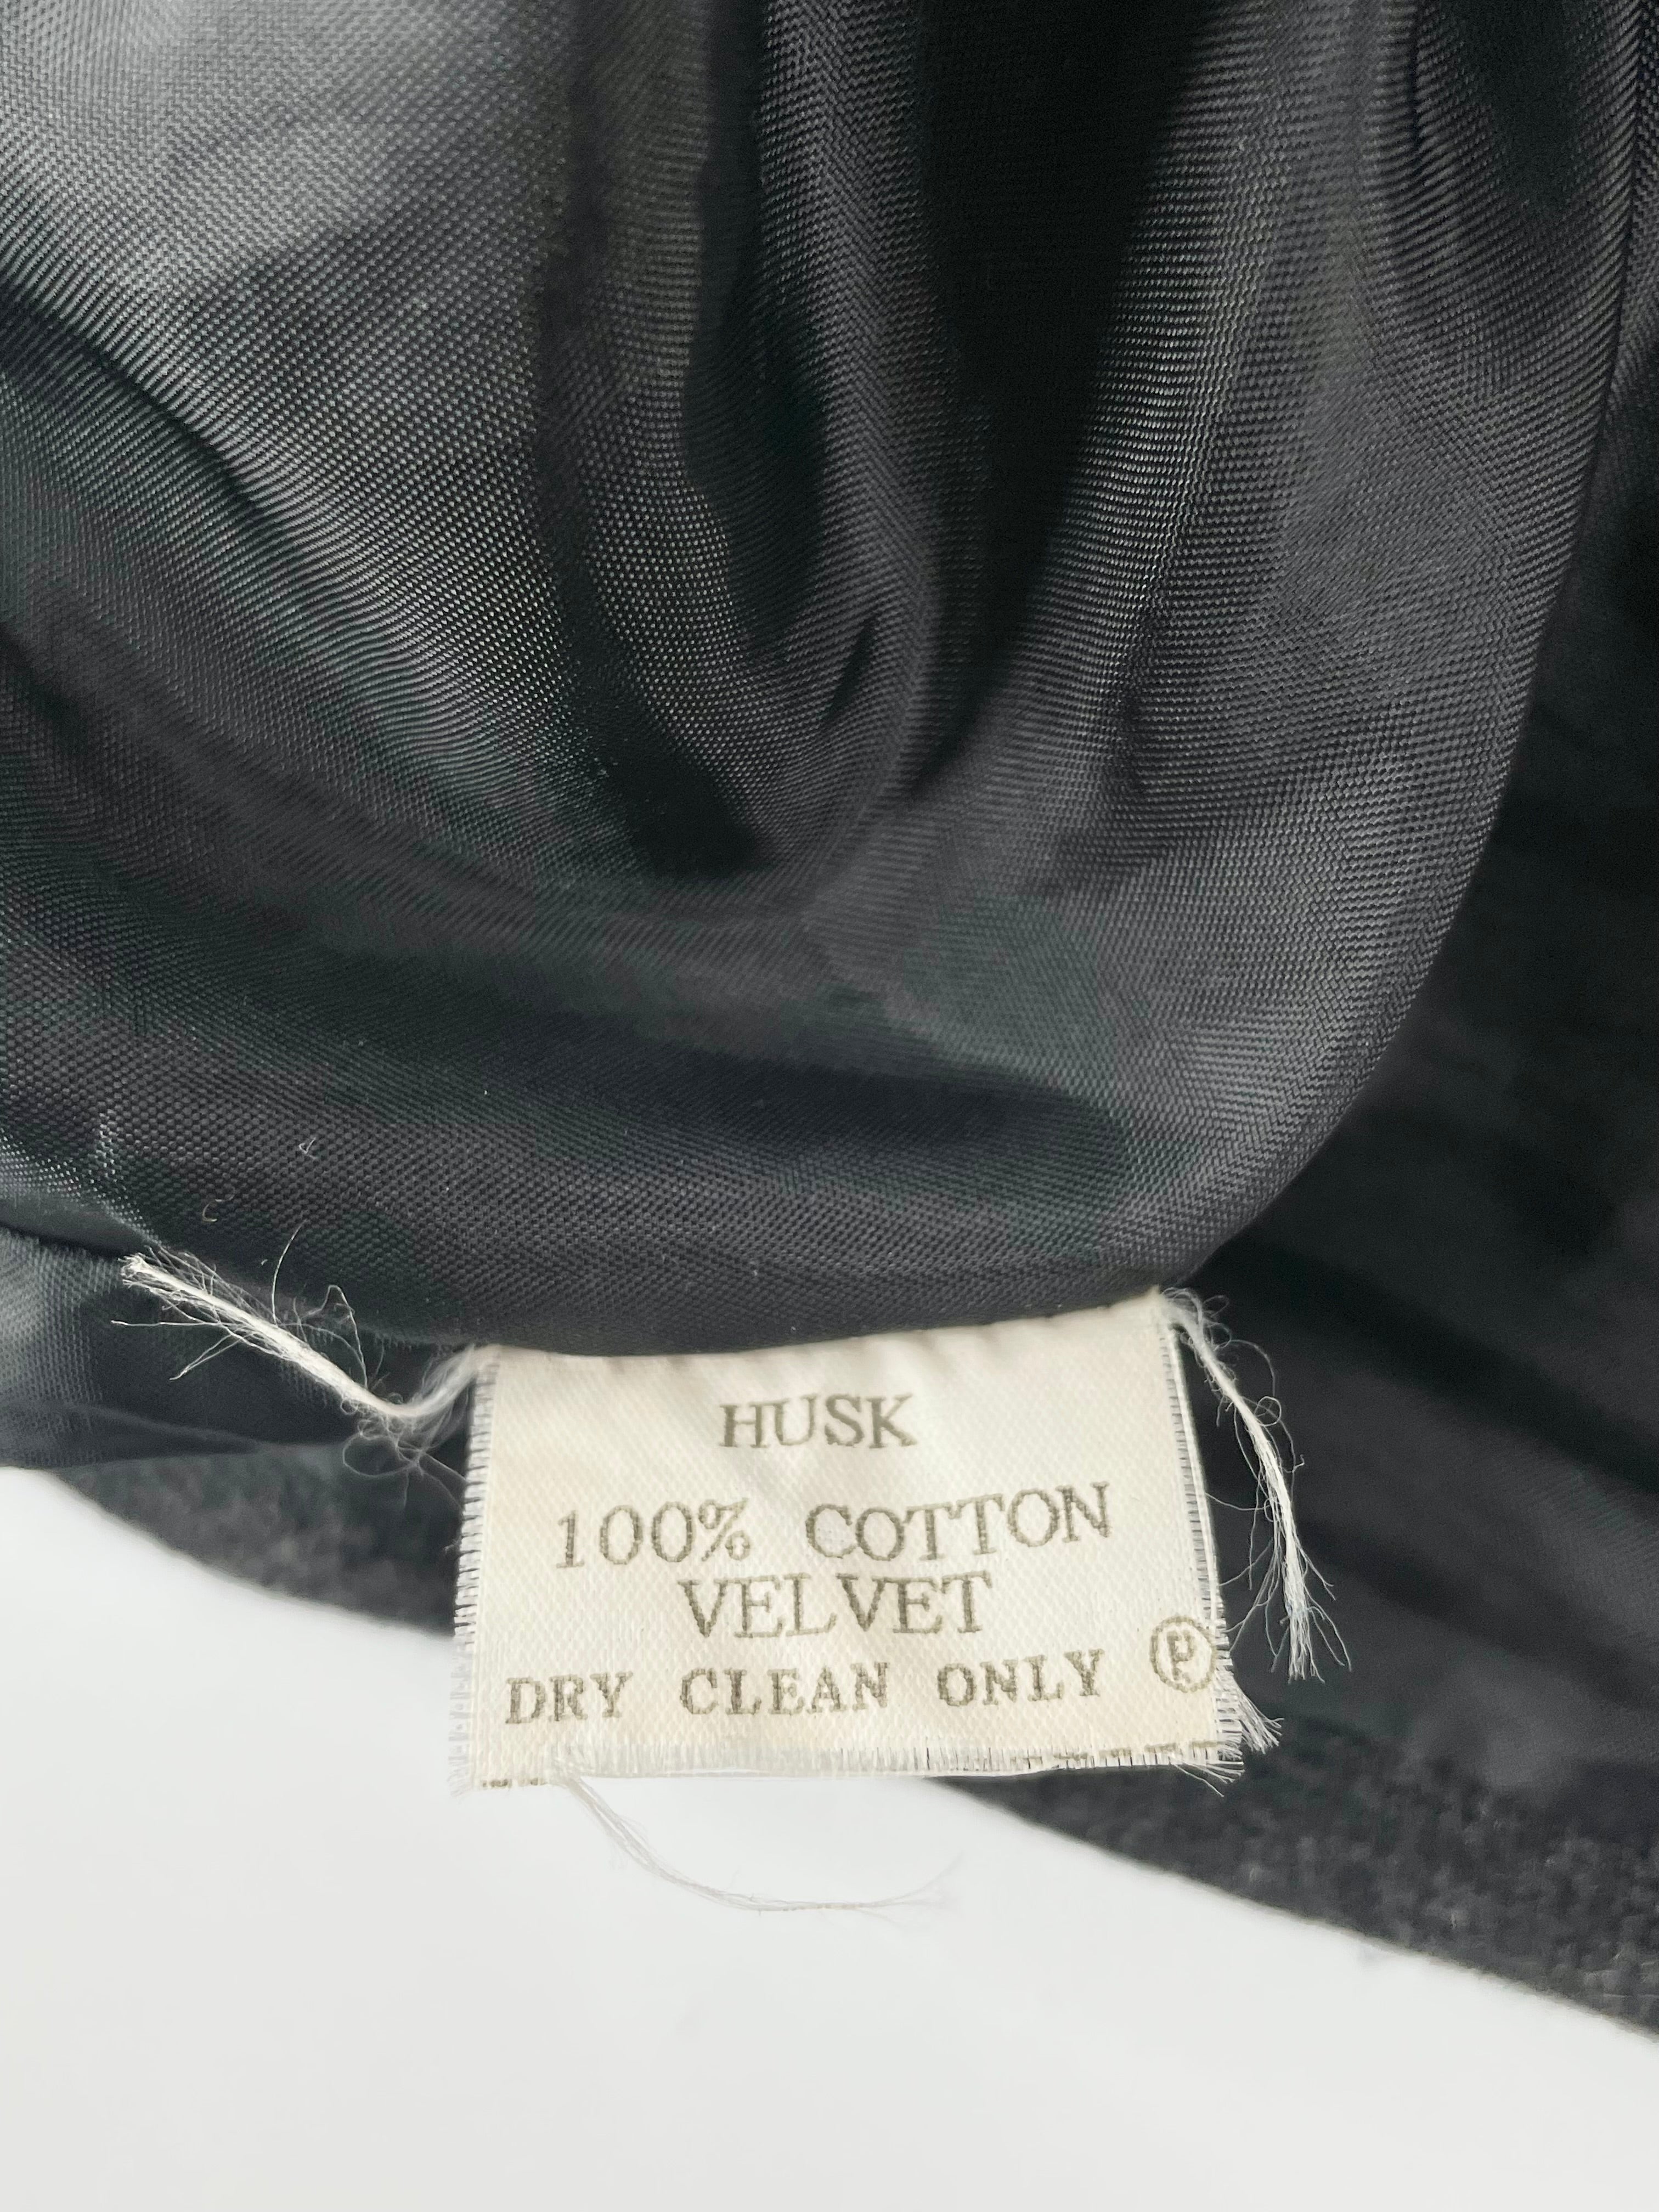 HUSK
100% COTTON
VELVET
DRY CLEAN ONLY Ⓟ